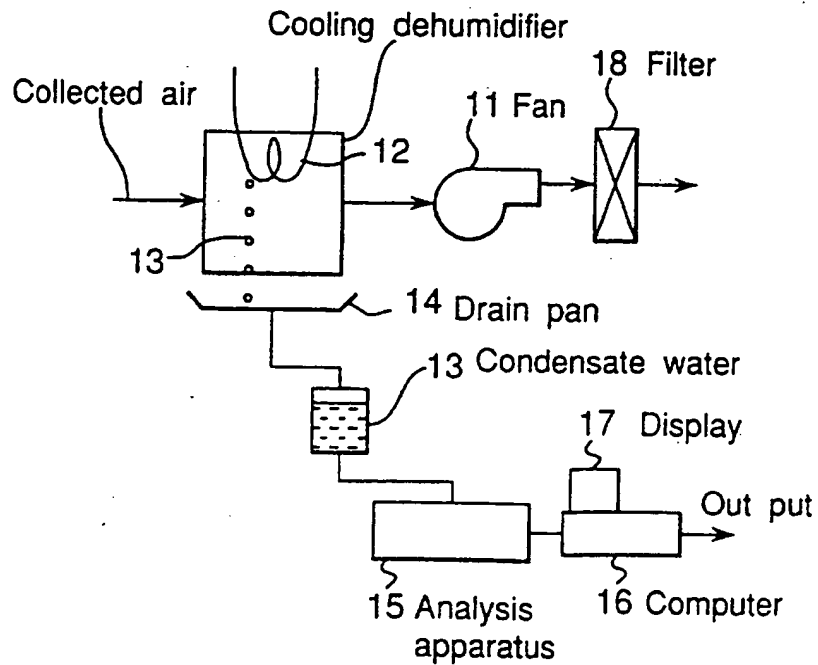 Cooling dehumidifier
18 Filter
Collected air
11 Fan
12
13
14 Drain pan
13 Condensate water
17 Display
Out put
15 Analysis
apparatus
16 Computer